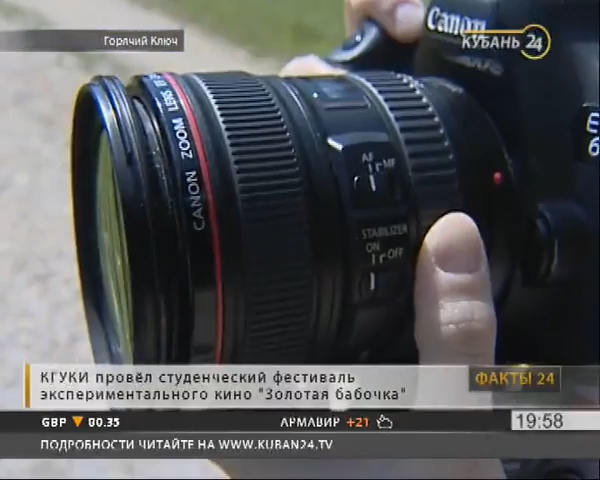 Горячий Ключ
Canon
КУБАНЬ 24
CANON ZOOM LENS
AF MF
STABILIZER
ON OFF
E
6
КГУКИ провёл студенческий фестиваль
экспериментального кино "Золотая бабочка"
ФАКТЫ 24
GBP 00.35
АРМАВИР +21
19:58
ПОДРОБНОСТИ ЧИТАЙТЕ НА WWW.KUBAN24.TV